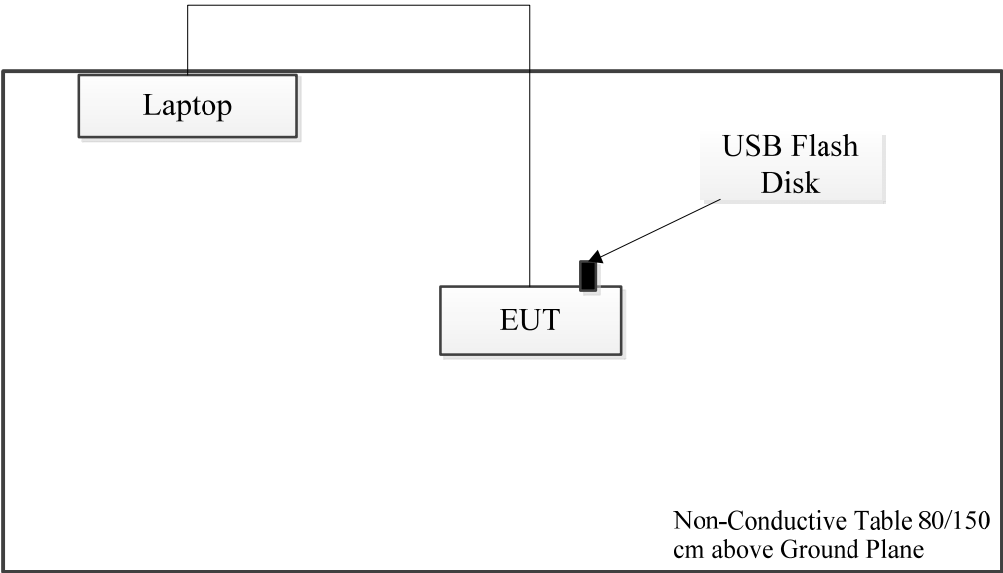 Laptop
USB Flash
Disk
EUT
Non-Conductive Table 80/150
cm above Ground Plane